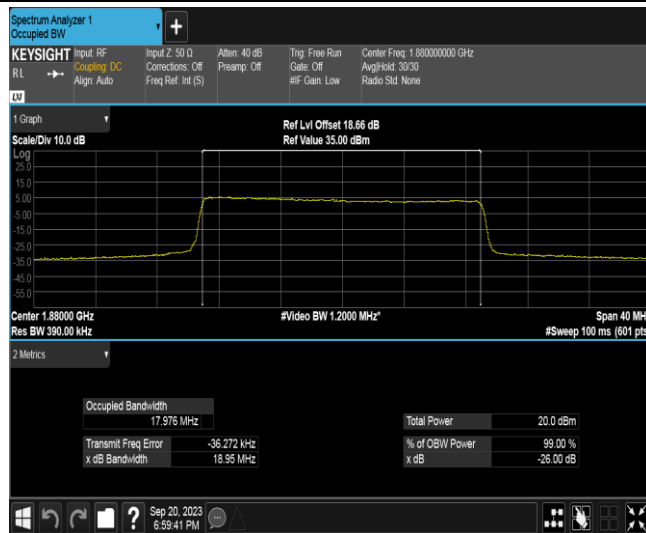 Spectrum Analyzer 1
Occupied BW
KEYSIGHT
RL
Input: RF
Coupling: DC
Align: Auto
Input Z: 50 Ω
Corrections: Off
Freq Ref: Int (S)
Atten: 40 dB
Preamp: Off
Trig: Free Run
Gate: Off
#IF Gain: Low
Center Freq: 1.880000000 GHz
Avg|Hold: 30/30
Radio Std: None
LXI
1 Graph
Scale/Div 10.0 dB
Ref Lvl Offset 18.66 dB
Ref Value 35.00 dBm
Log
25.0
15.0
5.00
-5.00
-15.0
-25.0
-35.0
-45.0
-55.0
Center 1.88000 GHz
Res BW 390.00 kHz
#Video BW 1.2000 MHz*
Span 40 MH
#Sweep 100 ms (601 pts
2 Metrics
Occupied Bandwidth
17.976 MHz
Transmit Freq Error -36.272 kHz
x dB Bandwidth 18.95 MHz
Total Power 20.0 dBm
% of OBW Power 99.00 %
x dB -26.00 dB
Sep 20, 2023
6:59:41 PM